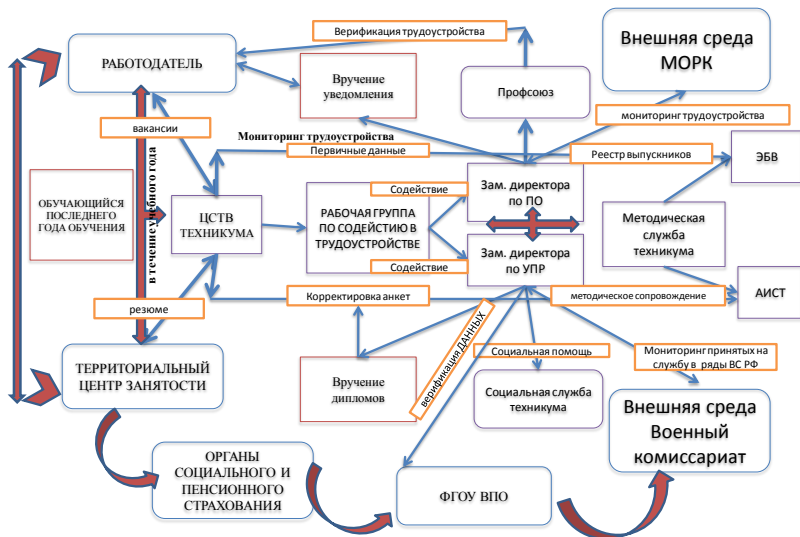 Верификация трудоустройства
Внешняя среда
МОРК
РАБОТОДАТЕЛЬ
Вручение
уведомления
Профсоюз
вакансии
мониторинг трудоустройства
Мониторинг трудоустройства
Первичные данные
Реестр выпускников
ЭБВ
ОБУЧАЮЩИЙСЯ
ПОСЛЕДНЕГО
ГОДА ОБУЧЕНИЯ
в течение учебного года
ЦСТВ
ТЕХНИКУМА
РАБОЧАЯ ГРУППА
ПО СОДЕЙСТВИЮ В
ТРУДОУСТРОЙСТВЕ
Содействие
Зам. директора
по ПО
Содействие
Зам. директора
по УПР
Методическая
служба
техникума
АИСТ
резюме
Корректировка анкет
методическое сопровождение
ТЕРРИТОРИАЛЬНЫЙ
ЦЕНТР ЗАНЯТОСТИ
Вручение
дипломов
верификация ДАННЫХ
Социальная помощь
Мониторинг принятых на
службу в ряды ВС РФ
Социальная служба
техникума
Внешняя среда
Военный
комиссариат
ОРГАНЫ
СОЦИАЛЬНОГО И
ПЕНСИОННОГО
СТРАХОВАНИЯ
ФГОУ ВПО